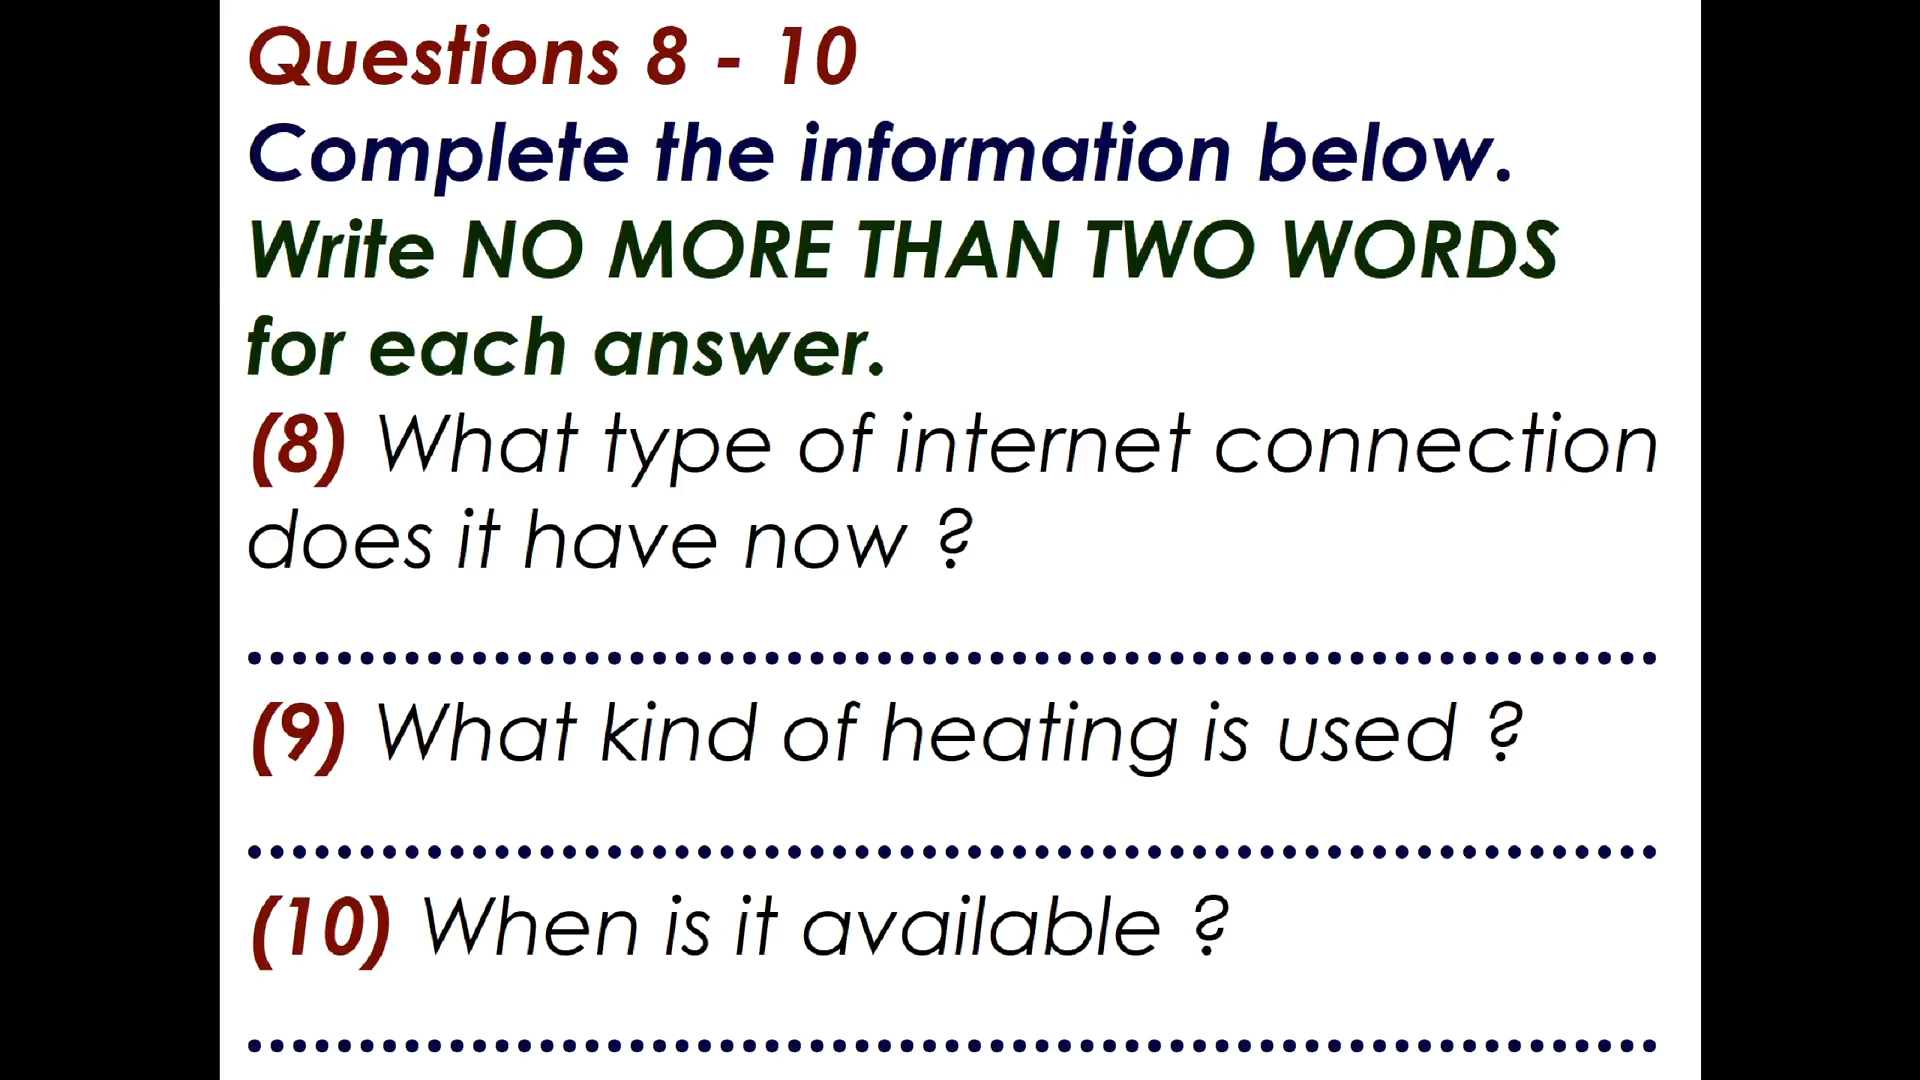 Questions 8 - 10
Complete the information below.
Write NO MORE THAN TWO WORDS
for each answer.
(8) What type of internet connection
does it have now ?
...............................................................
(9) What kind of heating is used ?
...............................................................
(10) When is it available ?
...............................................................